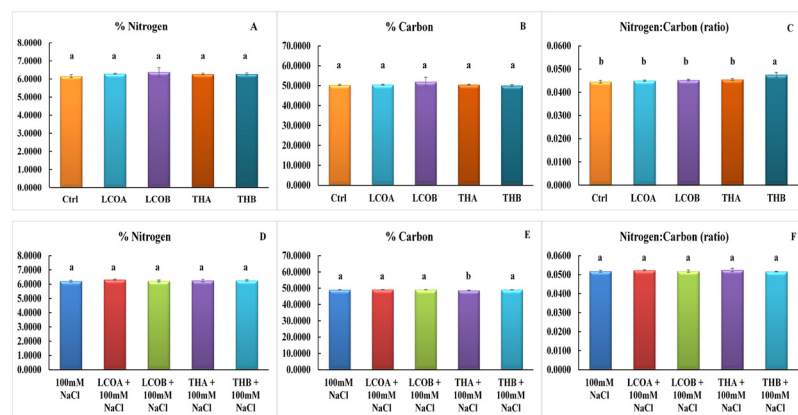 % Nitrogen A
8.0000
7.0000
6.0000
5.0000
4.0000
3.0000
2.0000
1.0000
0.0000
a a a a a
Ctrl LCOA LCOB THA THB
% Carbon B
70.0000
60.0000
50.0000
40.0000
30.0000
20.0000
10.0000
0.0000
a a a a a
Ctrl LCOA LCOB THA THB
Nitrogen:Carbon (ratio) C
0.0600
0.0500
0.0400
0.0300
0.0200
0.0100
0.0000
b b b b a
Ctrl LCOA LCOB THA THB
% Nitrogen D
8.0000
7.0000
6.0000
5.0000
4.0000
3.0000
2.0000
1.0000
0.0000
a a a a a
100mM LCOA + LCOB + THA + THB +
NaCl 100mM 100mM 100mM 100mM
NaCl NaCl NaCl NaCl
% Carbon E
70.0000
60.0000
50.0000
40.0000
30.0000
20.0000
10.0000
0.0000
a a a b a
100mM LCOA + LCOB + THA + THB +
NaCl 100mM 100mM 100mM 100mM
NaCl NaCl NaCl NaCl
Nitrogen:Carbon (ratio) F
0.0600
0.0500
0.0400
0.0300
0.0200
0.0100
0.0000
a a a a a
100mM LCOA + LCOB + THA + THB +
NaCl 100mM 100mM 100mM 100mM
NaCl NaCl NaCl NaCl